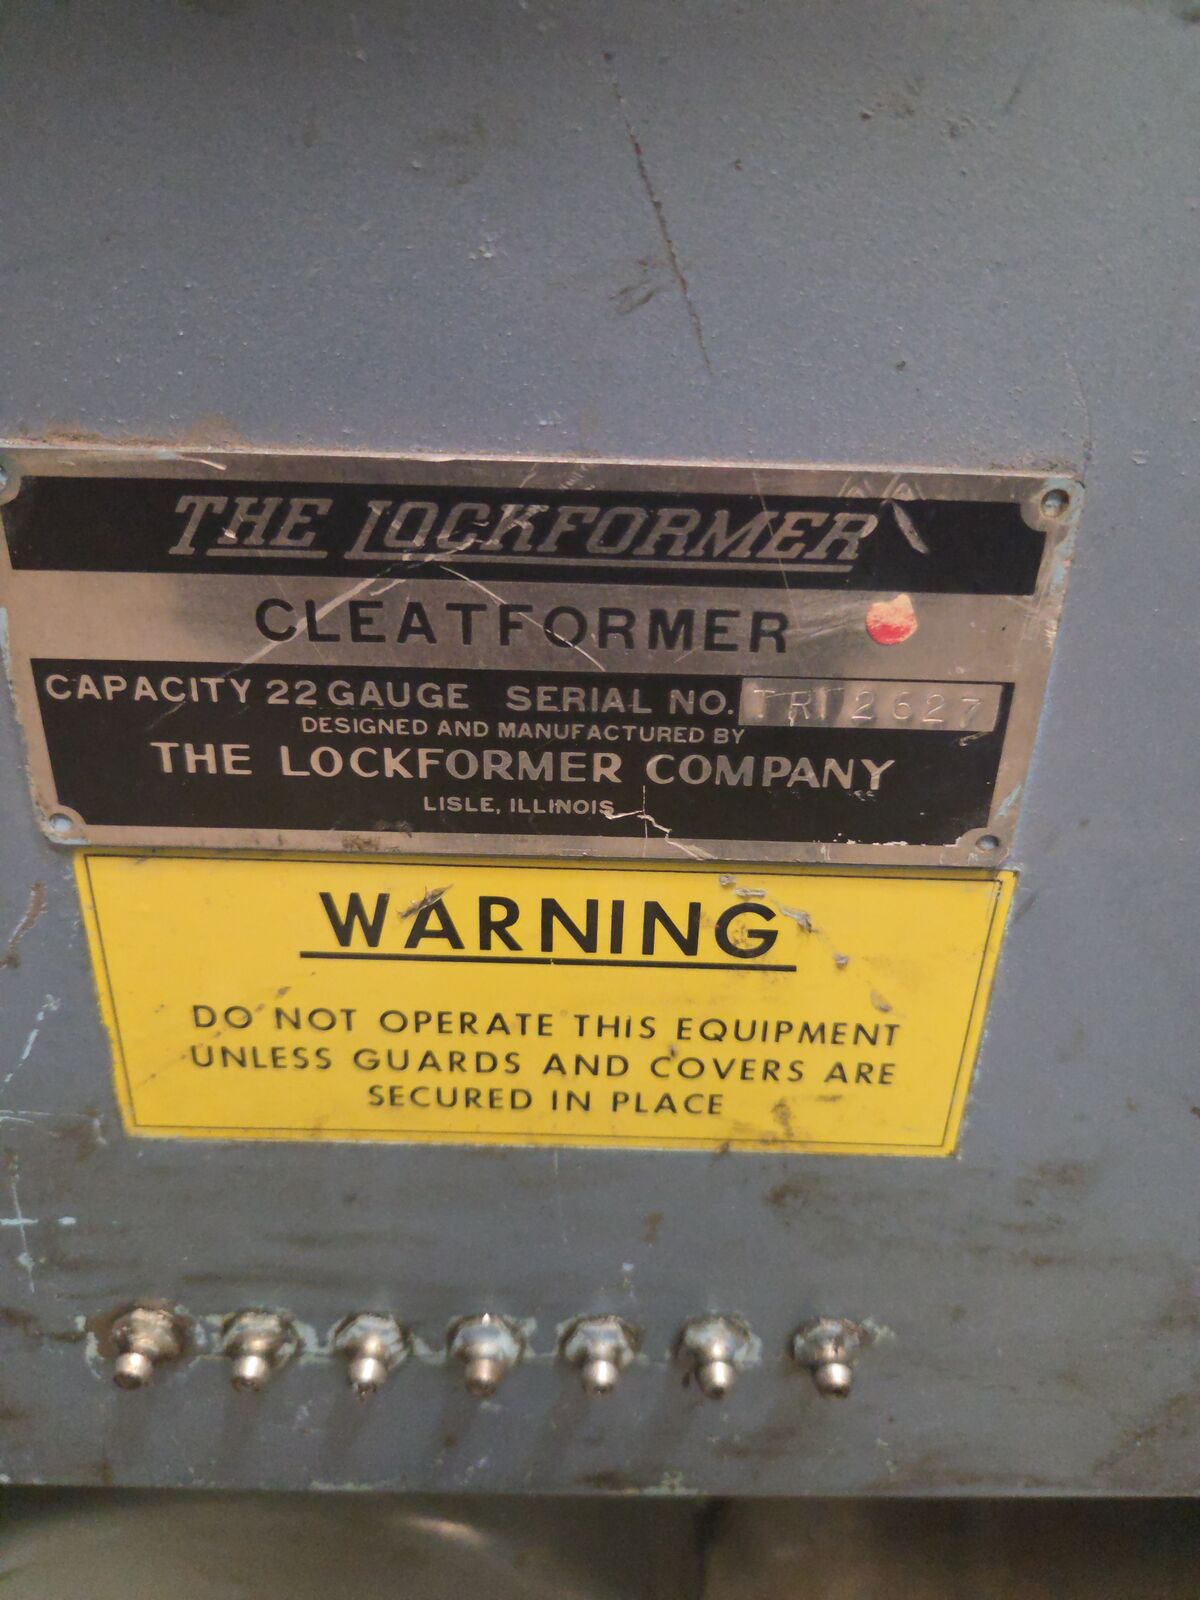 THE LOCKFORMER
CLEATFORMER
CAPACITY 22 GAUGE SERIAL NO. TRI 2627
DESIGNED AND MANUFACTURED BY
THE LOCKFORMER COMPANY
LISLE, ILLINOIS
WARNING
DO NOT OPERATE THIS EQUIPMENT
UNLESS GUARDS AND COVERS ARE
SECURED IN PLACE